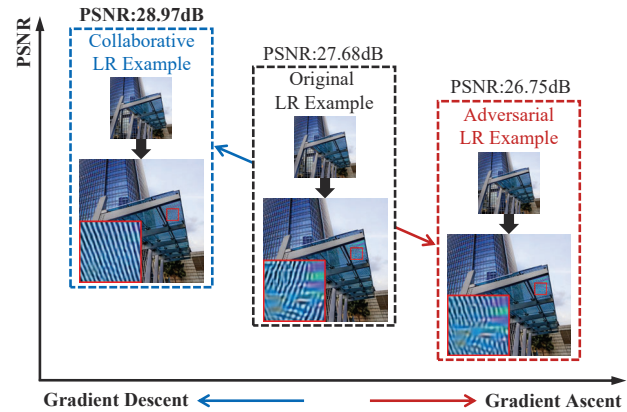 PSNR
PSNR:28.97dB
Collaborative
LR Example
PSNR:27.68dB
Original
LR Example
PSNR:26.75dB
Adversarial
LR Example
Gradient Descent
Gradient Ascent